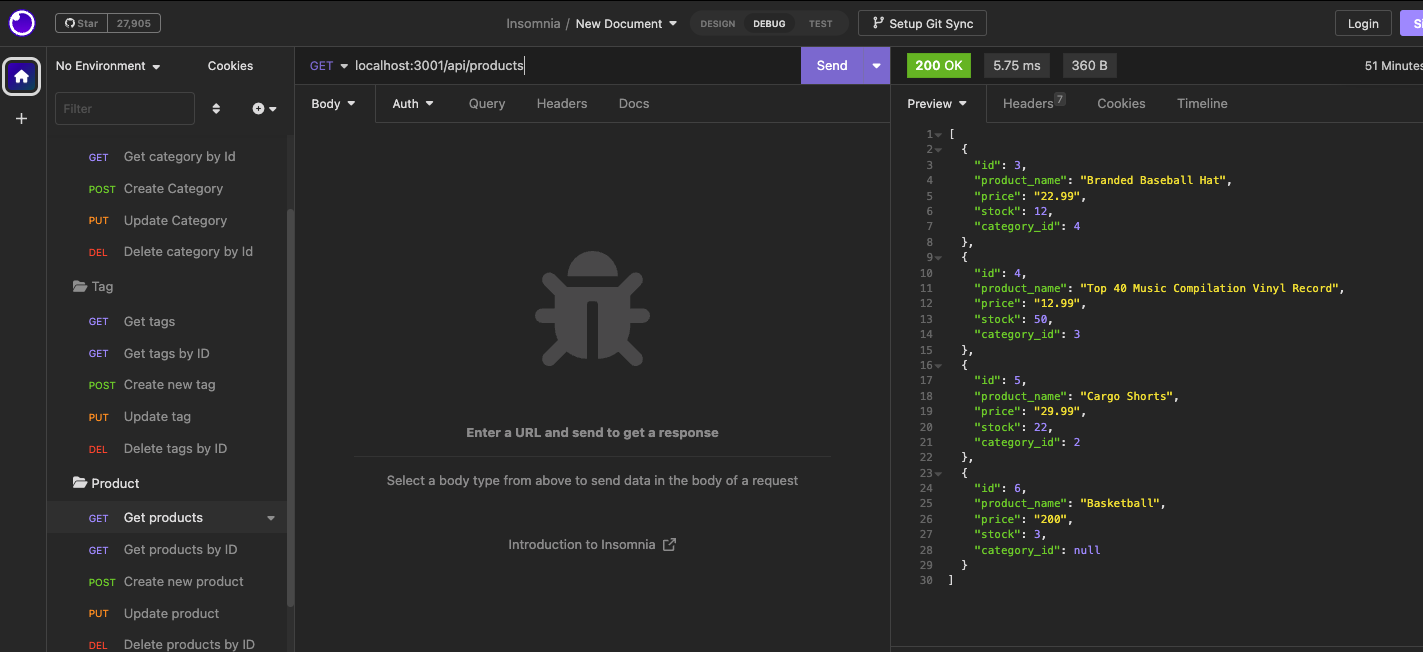 Star 27,905
Insomnia / New Document
DESIGN DEBUG TEST
Setup Git Sync
Login
No Environment Cookies
Filter
GET Get category by Id
POST Create Category
PUT Update Category
DEL Delete category by Id
Tag
GET Get tags
GET Get tags by ID
POST Create new tag
PUT Update tag
DEL Delete tags by ID
Product
GET Get products
GET Get products by ID
POST Create new product
PUT Update product
DEL Delete products by ID
GET localhost:3001/api/products
Send
Body Auth Query Headers Docs
Enter a URL and send to get a response
Select a body type from above to send data in the body of a request
Introduction to Insomnia
200 OK 5.75 ms 360 B 51 Minutes
Preview Headers 7 Cookies Timeline
1 [
2 {
3 "id": 3,
4 "product_name": "Branded Baseball Hat",
5 "price": "22.99",
6 "stock": 12,
7 "category_id": 4
8 },
9 {
10 "id": 4,
11 "product_name": "Top 40 Music Compilation Vinyl Record",
12 "price": "12.99",
13 "stock": 50,
14 "category_id": 3
15 },
16 {
17 "id": 5,
18 "product_name": "Cargo Shorts",
19 "price": "29.99",
20 "stock": 22,
21 "category_id": 2
22 },
23 {
24 "id": 6,
25 "product_name": "Basketball",
26 "price": "200",
27 "stock": 3,
28 "category_id": null
29 }
30 ]